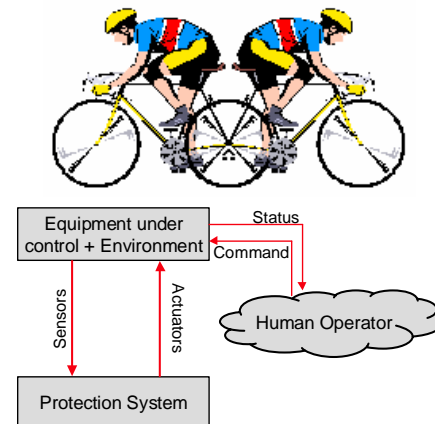 Equipment under
control + Environment
Status
Command
Sensors
Actuators
Human Operator
Protection System